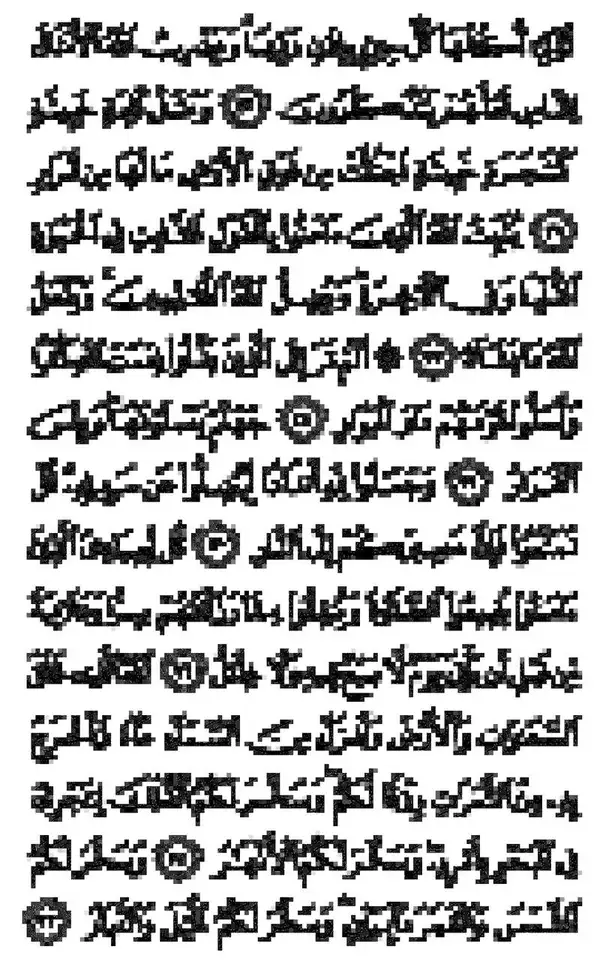 تؤتي أكلها كل حين بإذن ربها ويضرب الله الأمثال
للناس لعلهم يتذكرون ٢٥ ومثل كلمة خبيثة
كشجرة خبيثة اجتثت من فوق الأرض ما لها من قرار
٢٦ يثبت الله الذين آمنوا بالقول الثابت في الحياة
الدنيا وفي الآخرة ويضل الله الظالمين ويفعل
الله ما يشاء ٢٧ ۞ ألم تر إلى الذين بدلوا نعمت الله كفرا
وأحلوا قومهم دار البوار ٢٨ جهنم يصلونها وبئس
القرار ٢٩ وجعلوا لله أندادا ليضلوا عن سبيله قل
تمتعوا فإن مصيركم إلى النار ٣٠ قل لعبادي الذين
آمنوا يقيموا الصلاة وينفقوا مما رزقناهم سرا وعلانية
من قبل أن يأتي يوم لا بيع فيه ولا خلال ٣١ الله الذي خلق
السماوات والأرض وأنزل من السماء ماء فأخرج
به من الثمرات رزقا لكم وسخر لكم الفلك لتجري
في البحر بأمره وسخر لكم الأنهار ٣٢ وسخر لكم
الشمس والقمر دائبين وسخر لكم الليل والنهار ٣٣